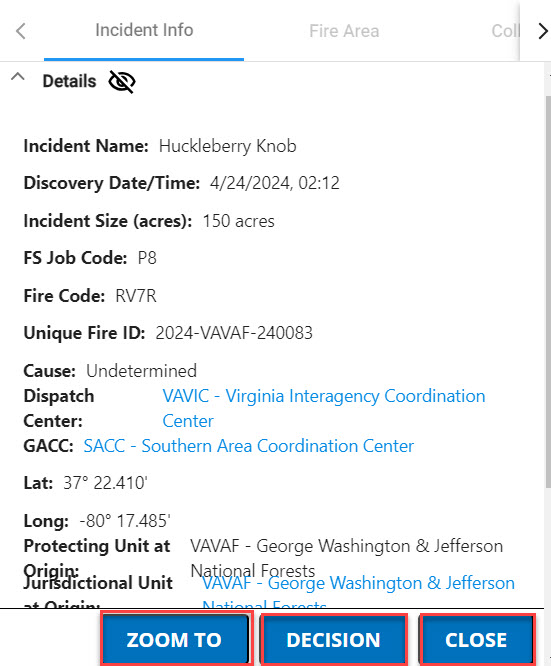 Incident Info Fire Area Coll
Details
Incident Name: Huckleberry Knob
Discovery Date/Time: 4/24/2024, 02:12
Incident Size (acres): 150 acres
FS Job Code: P8
Fire Code: RV7R
Unique Fire ID: 2024-VAVAF-240083
Cause: Undetermined
Dispatch VAVIC - Virginia Interagency Coordination
Center: Center
GACC: SACC - Southern Area Coordination Center
Lat: 37° 22.410'
Long: -80° 17.485'
Protecting Unit at VAVAF - George Washington & Jefferson
Origin: National Forests
Jurisdictional Unit VAVAF - George Washington & Jefferson
at Origin: National Forests
ZOOM TO DECISION CLOSE